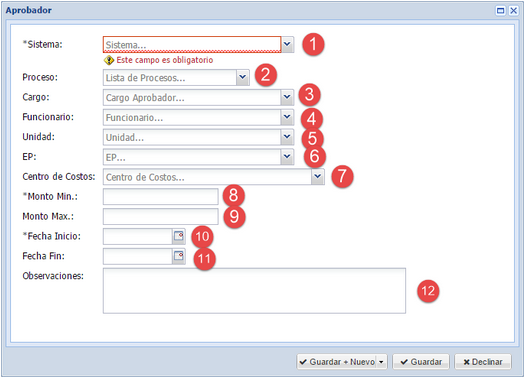 Aprobador
*Sistema: Sistema... 1
Este campo es obligatorio
Proceso: Lista de Procesos... 2
Cargo: Cargo Aprobador... 3
Funcionario: Funcionario... 4
Unidad: Unidad... 5
EP: EP... 6
Centro de Costos: Centro de Costos... 7
*Monto Min.: 8
Monto Max.: 9
*Fecha Inicio: 10
Fecha Fin: 11
Observaciones: 12
Guardar + Nuevo Guardar Declinar